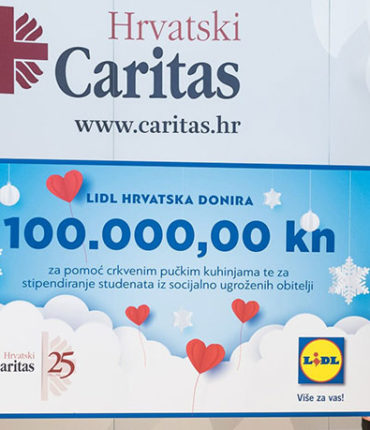 Hrvatski
Caritas
www.caritas.hr
LIDL HRVATSKA DONIRA
100.000,00 kn
za pomoć crkvenim pučkim kuhinjama te za
stipendiranje studenata iz socijalno ugroženih obitelji
Hrvatski
aritas
25
LiDL
Više za vas!